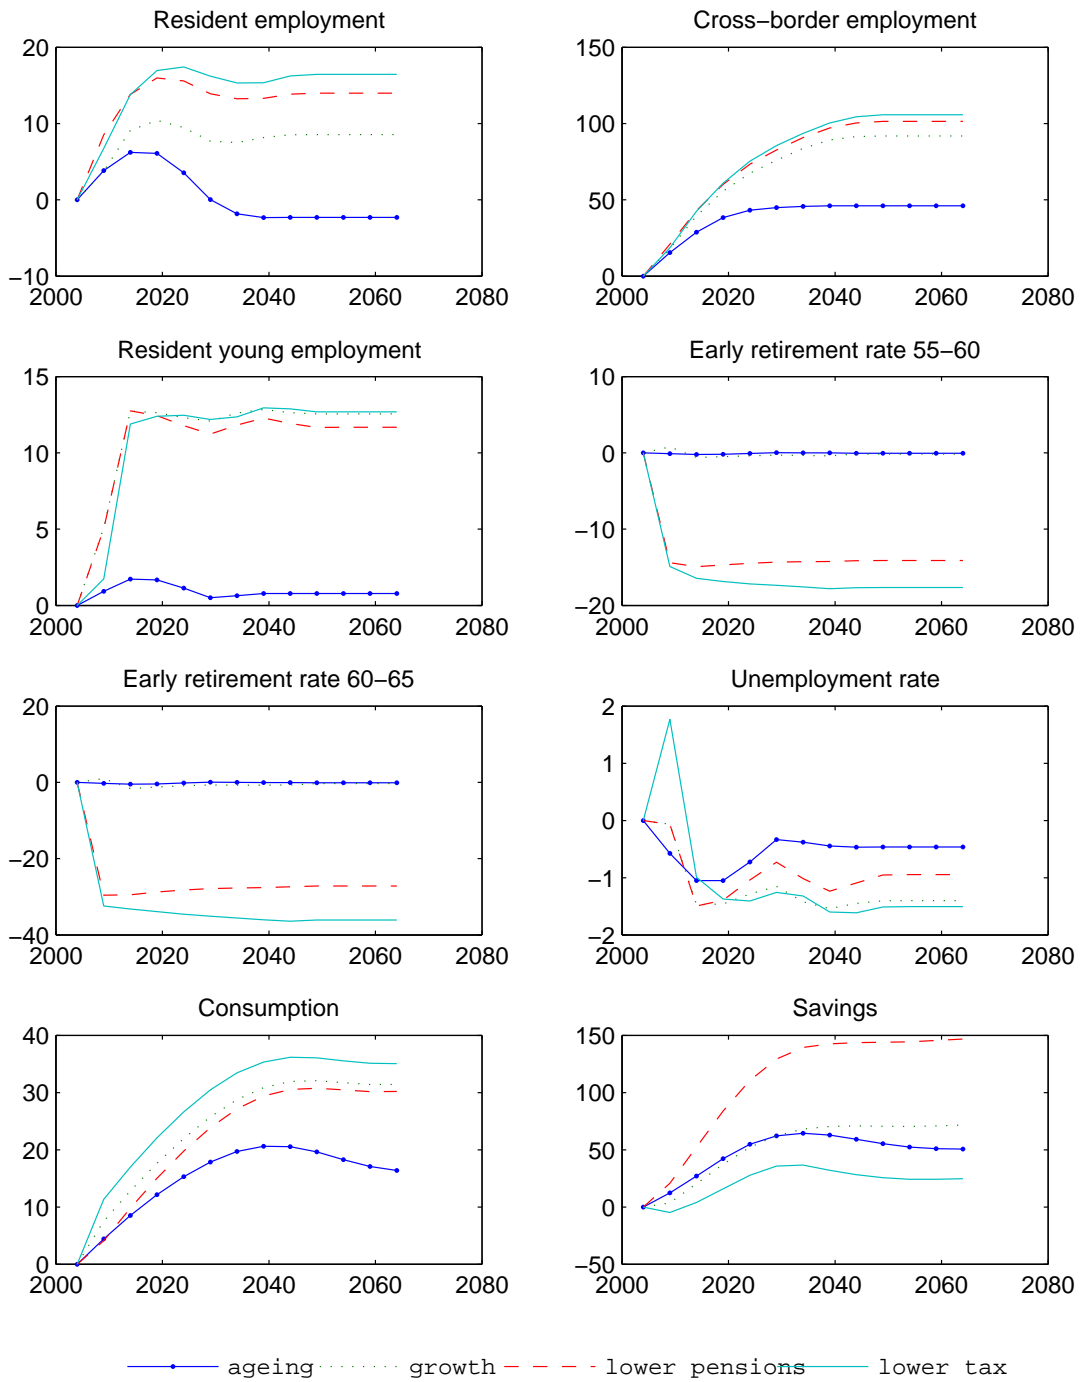 Resident employment
20
10
0
−10
2000 2020 2040 2060 2080
Cross−border employment
150
100
50
0
2000 2020 2040 2060 2080
Resident young employment
15
10
5
0
2000 2020 2040 2060 2080
Early retirement rate 55−60
10
0
−10
−20
2000 2020 2040 2060 2080
Early retirement rate 60−65
20
0
−20
−40
2000 2020 2040 2060 2080
Unemployment rate
2
1
0
−1
−2
2000 2020 2040 2060 2080
Consumption
40
30
20
10
0
2000 2020 2040 2060 2080
Savings
150
100
50
0
−50
2000 2020 2040 2060 2080
ageing growth lower pensions lower tax